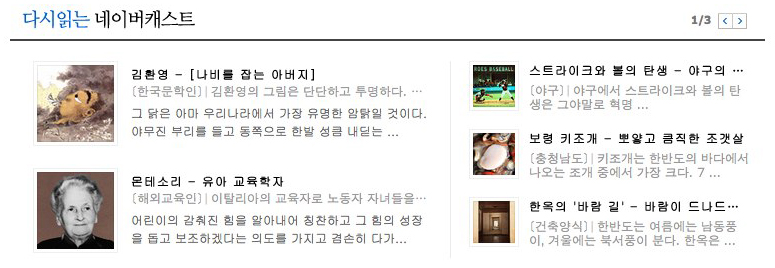 다시읽는 네이버캐스트
1/3
김환영 – [나비를 잡는 아버지]
[한국문학인] | 김환영의 그림은 단단하고 투명하다. ···
그 닭은 아마 우리나라에서 가장 유명한 암탉일 것이다.
야무진 부리를 들고 동쪽으로 한발 성큼 내딛는 ...
몬테소리 – 유아 교육학자
[해외교육인] | 이탈리아의 교육자로 노동자 자녀들을···
어린이의 감춰진 힘을 알아내어 칭찬하고 그 힘의 성장
을 돕고 보조하겠다는 의도를 가지고 겸손히 다가...
스트라이크와 볼의 탄생 – 야구의 ···
[야구] | 야구에서 스트라이크와 볼의 탄
생은 그야말로 혁명 ...
보령 키조개 – 뽀얗고 큼직한 조갯살
[충청남도] | 키조개는 한반도의 바다에서
나오는 조개 중에서 가장 크다. 7 ...
한옥의 '바람 길' – 바람이 드나드···
[건축양식] | 한반도는 여름에는 남동풍
이, 겨울에는 북서풍이 분다. 한옥은 ...